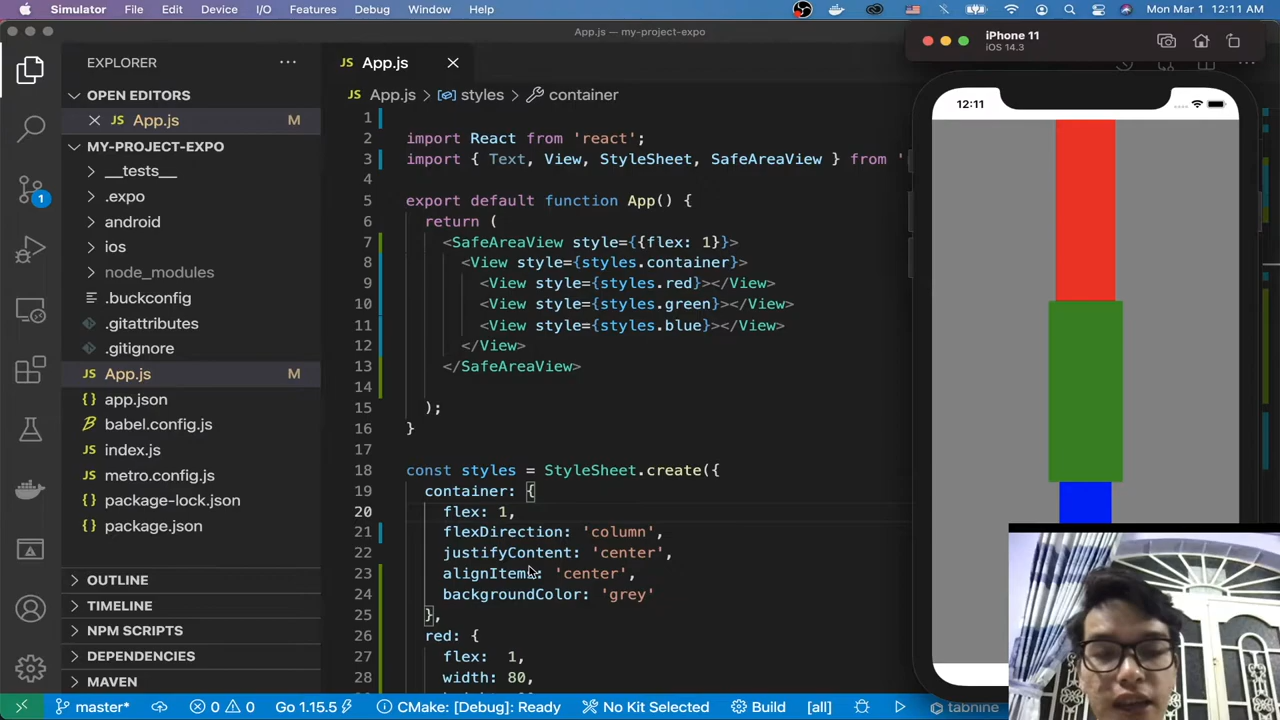 Simulator File Edit Device I/O Features Debug Window Help Mon Mar 1 12:11 AM
App.js — my-project-expo
iPhone 11
iOS 14.3
12:11
EXPLORER
OPEN EDITORS
App.js M
MY-PROJECT-EXPO
__tests__
.expo
android
ios
node_modules
.buckconfig
.gitattributes
.gitignore
JS App.js M
app.json
babel.config.js
index.js
metro.config.js
package-lock.json
package.json
OUTLINE
TIMELINE
NPM SCRIPTS
DEPENDENCIES
MAVEN
1
JS App.js
JS App.js > styles > container
1
2 import React from 'react';
3 import { Text, View, StyleSheet, SafeAreaView } from '
4
5 export default function App() {
6 return (
7 <SafeAreaView style={{flex: 1}}>
8 <View style={styles.container}>
9 <View style={styles.red}></View>
10 <View style={styles.green}></View>
11 <View style={styles.blue}></View>
12 </View>
13 </SafeAreaView>
14
15 );
16 }
17
18 const styles = StyleSheet.create({
19 container: {
20 flex: 1,
21 flexDirection: 'column',
22 justifyContent: 'center',
23 alignItems: 'center',
24 backgroundColor: 'grey'
25 },
26 red: {
27 flex: 1,
28 width: 80,
master* 0 0 Go 1.15.5 CMake: [Debug]: Ready No Kit Selected Build [all] tabnine